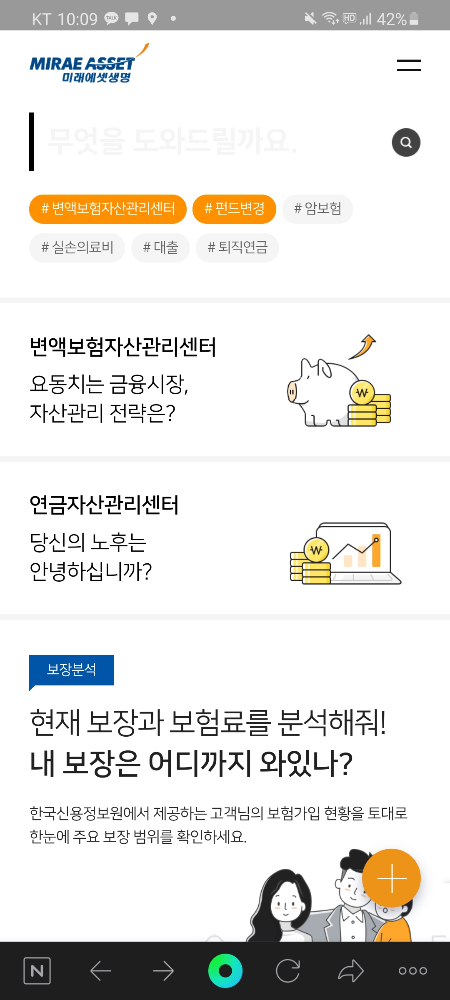 KT 10:09 TALK HD 42%
MIRAE ASSET
미래에셋생명
무엇을 도와드릴까요.
# 변액보험자산관리센터 # 펀드변경 # 암보험
# 실손의료비 # 대출 # 퇴직연금
변액보험자산관리센터
요동치는 금융시장,
자산관리 전략은?
₩
연금자산관리센터
당신의 노후는
안녕하십니까?
₩
보장분석
현재 보장과 보험료를 분석해줘!
내 보장은 어디까지 와있나?
한국신용정보원에서 제공하는 고객님의 보험가입 현황을 토대로
한눈에 주요 보장 범위를 확인하세요.
N